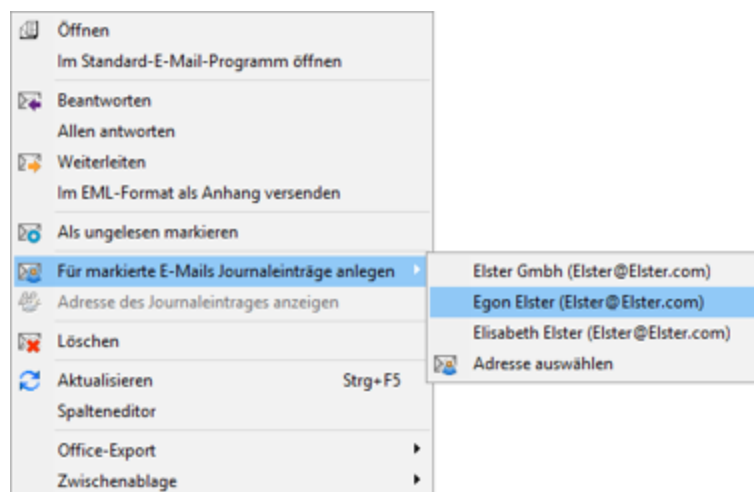 Öffnen
Im Standard-E-Mail-Programm öffnen
Beantworten
Allen antworten
Weiterleiten
Im EML-Format als Anhang versenden
Als ungelesen markieren
Für markierte E-Mails Journaleinträge anlegen
Elster Gmbh (Elster@Elster.com)
Adresse des Journaleintrages anzeigen
Egon Elster (Elster@Elster.com)
Elisabeth Elster (Elster@Elster.com)
Löschen
Adresse auswählen
Aktualisieren Strg+F5
Spalteneditor
Office-Export
Zwischenablage